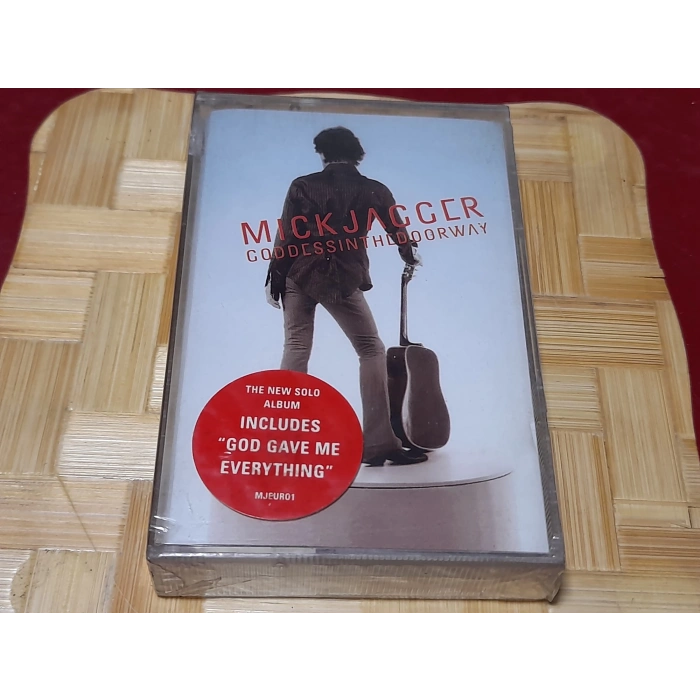 MICKJAGGER
GODDESSINTHEDOORWAY
THE NEW SOLO
ALBUM
INCLUDES
"GOD GAVE ME
EVERYTHING"
MJEUR01